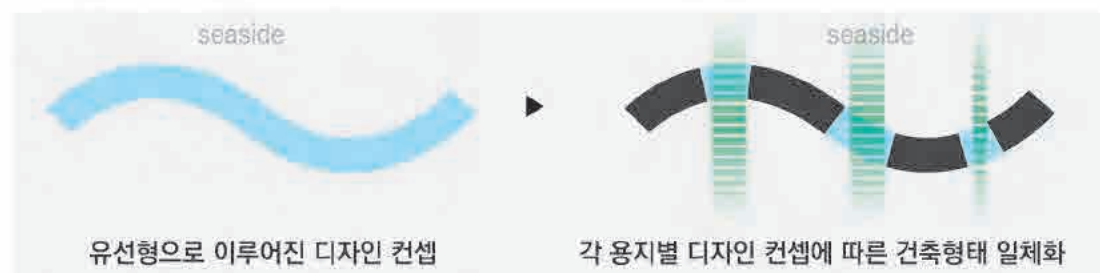 seaside
유선형으로 이루어진 디자인 컨셉
seaside
각 용지별 디자인 컨셉에 따른 건축형태 일체화